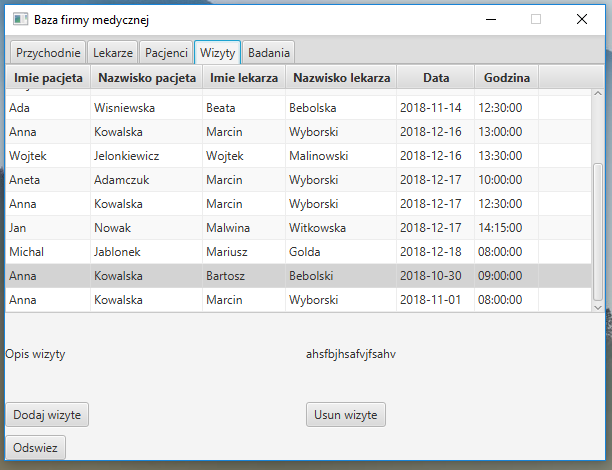 Baza firmy medycznej
Przychodnie Lekarze Pacjenci Wizyty Badania
Imie pacjeta Nazwisko pacjeta Imie lekarza Nazwisko lekarza Data Godzina
Ada Wisniewska Beata Bebolska 2018-11-14 12:30:00
Anna Kowalska Marcin Wyborski 2018-12-16 13:00:00
Wojtek Jelonkiewicz Wojtek Malinowski 2018-12-16 13:30:00
Aneta Adamczuk Marcin Wyborski 2018-12-17 10:00:00
Anna Kowalska Marcin Wyborski 2018-12-17 12:30:00
Jan Nowak Malwina Witkowska 2018-12-17 14:15:00
Michal Jablonek Mariusz Golda 2018-12-18 08:00:00
Anna Kowalska Bartosz Bebolski 2018-10-30 09:00:00
Anna Kowalska Marcin Wyborski 2018-11-01 08:00:00
Opis wizyty ahsfbjhsafvjfsahv
Dodaj wizyte Usun wizyte
Odswiez